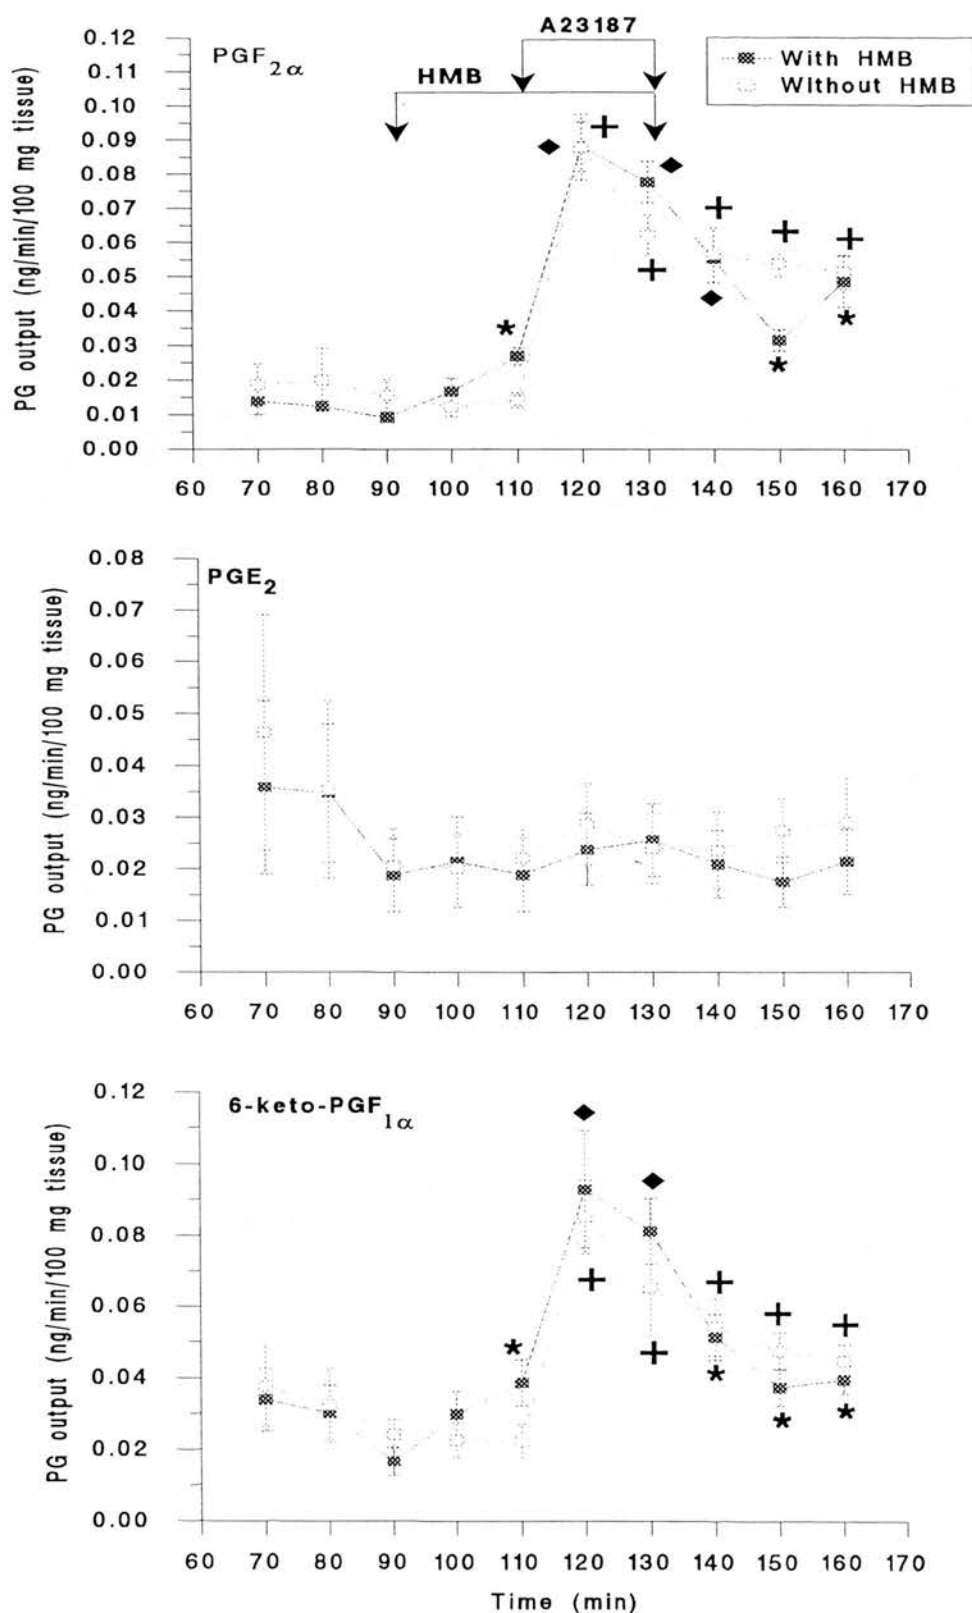 A23187
HMB
PGF2α
With HMB
Without HMB
PG output (ng/min/100 mg tissue)
0.12
0.11
0.10
0.09
0.08
0.07
0.06
0.05
0.04
0.03
0.02
0.01
0.00
60 70 80 90 100 110 120 130 140 150 160 170
PGE2
PG output (ng/min/100 mg tissue)
0.08
0.07
0.06
0.05
0.04
0.03
0.02
0.01
0.00
60 70 80 90 100 110 120 130 140 150 160 170
6-keto-PGF1α
PG output (ng/min/100 mg tissue)
0.12
0.10
0.08
0.06
0.04
0.02
0.00
60 70 80 90 100 110 120 130 140 150 160 170
Time (min)